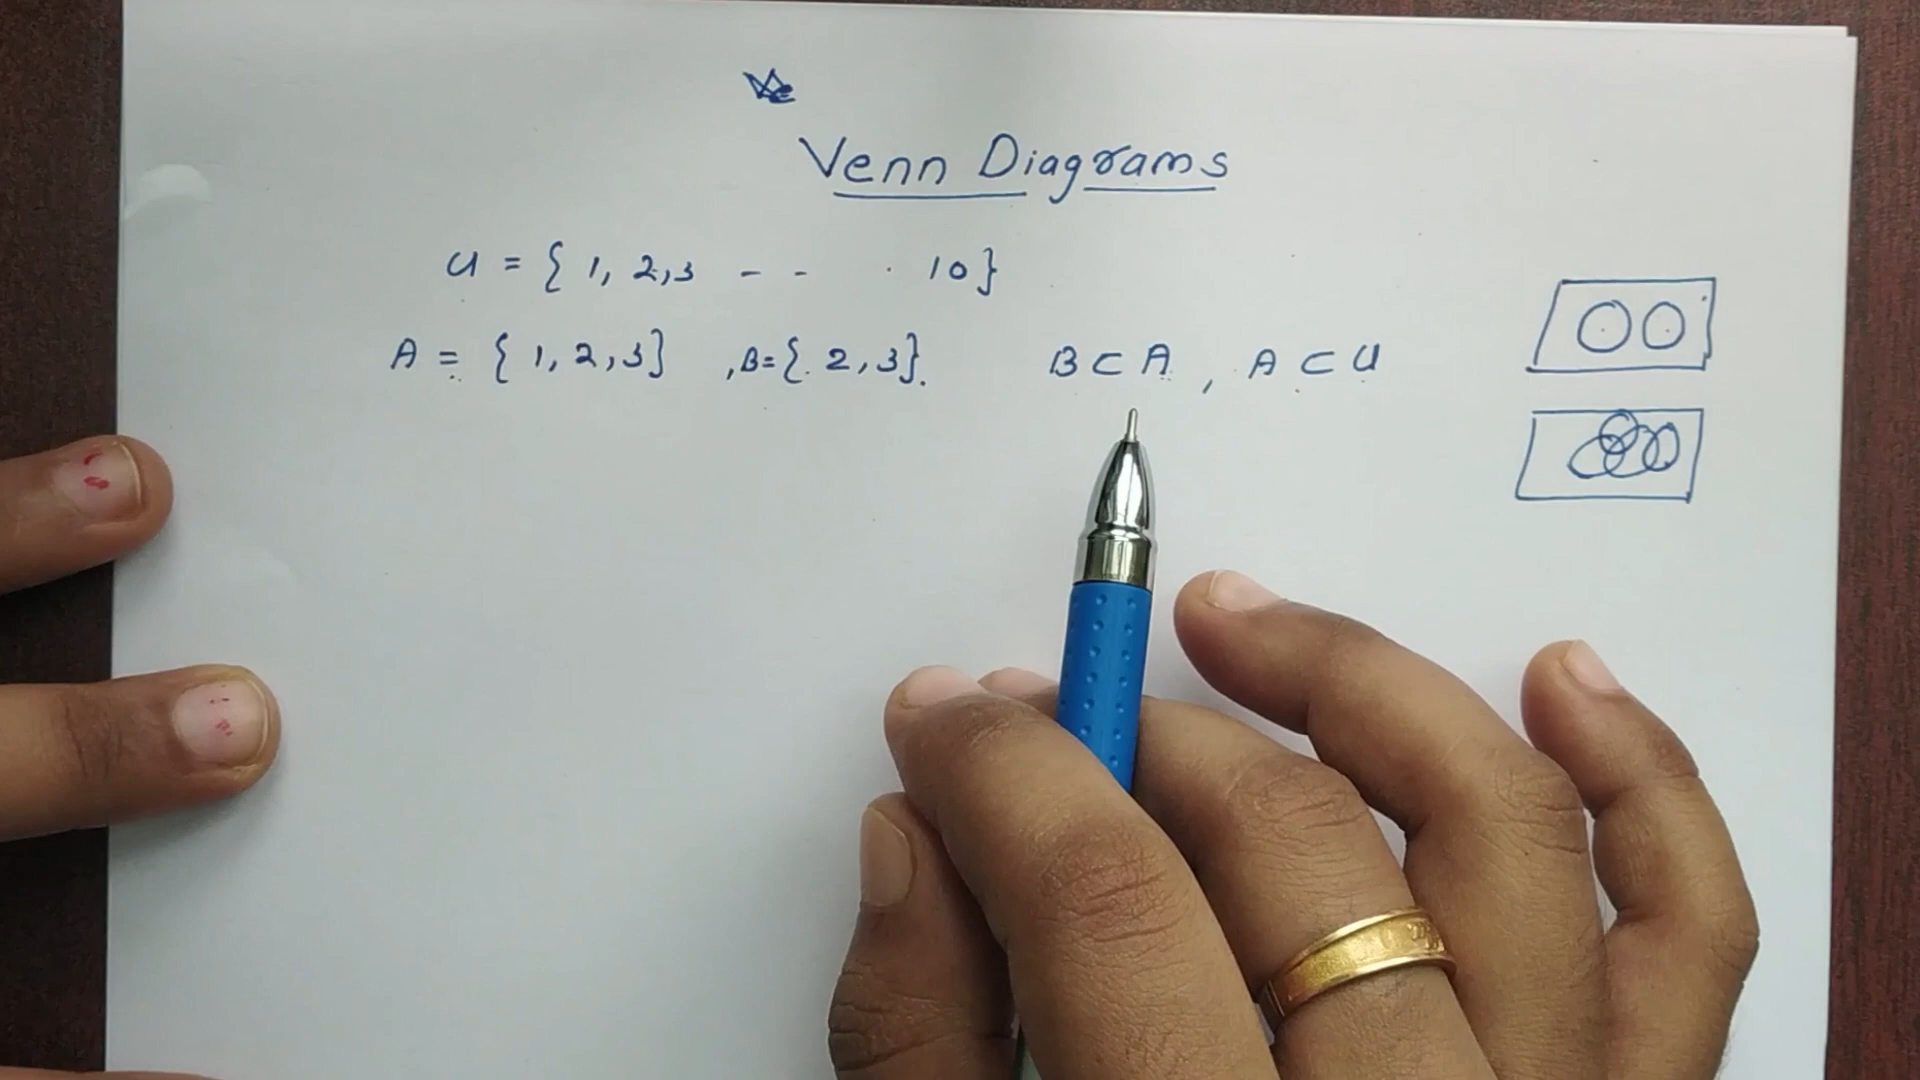 Venn Diagrams
U = { 1, 2, 3 - - . 10 }
A = { 1, 2, 3 } , B = { 2, 3 }. B ⊂ A , A ⊂ U